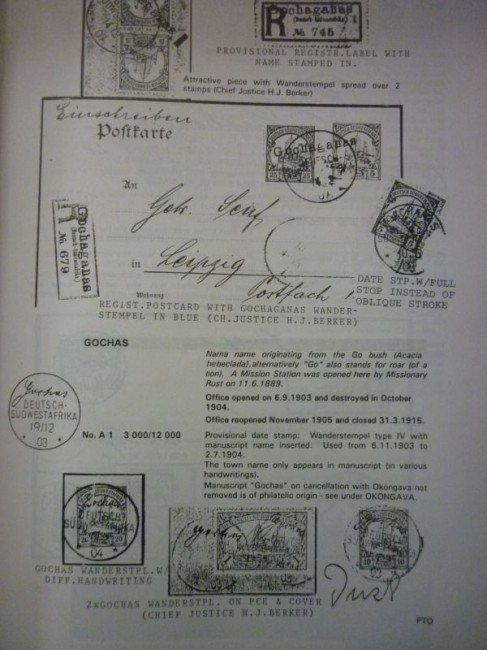 Gochaganas
№ 745
PROVISIONAL REGISTR.LABEL WITH
NAME STAMPED IN.
Attractive piece with Wanderstempel spread over 2
stamps (Chief Justice H.J. Berker)
Einschreiben
Postkarte
Gochaganas
An
Geh. Senf
Gochaganas
№ 679
in Leipzig
Wohnung
Postfach 1
DATE STP.W/FULL
STOP INSTEAD OF
OBLIQUE STROKE
REGIST.POSTCARD WITH GOCHAGANAS WANDER-
STEMPEL IN BLUE (CH.JUSTICE H.J.BERKER)
GOCHAS
Nama name originating from the Go bush (Acacia
hebeclada), alternatively "Go" also stands for roar (of a
lion). A Mission Station was opened here by Missionary
Rust on 11.6.1889.
Office opened on 6.9.1903 and destroyed in October
1904.
Office reopened November 1905 and closed 31.3.1915.
Gochas
DEUTSCH-
SÜDWESTAFRIKA
19/12
03
No. A 1 3 000/12 000
Provisional date stamp: Wanderstempel type IV with
manuscript name inserted. Used from 6.11.1903 to
2.7.1904.
The town name only appears in manuscript (in various
handwritings).
Manuscript "Gochas" on cancellation with Okongava not
removed is of philatelic origin - see under OKONGAVA.
04
GOCHAS WANDERSTPL.W/
DIFF.HANDWRITING
2xGOCHAS WANDERSTPL. ON PCE & COVER
(CHIEF JUSTICE H.J.BERKER)
PTO